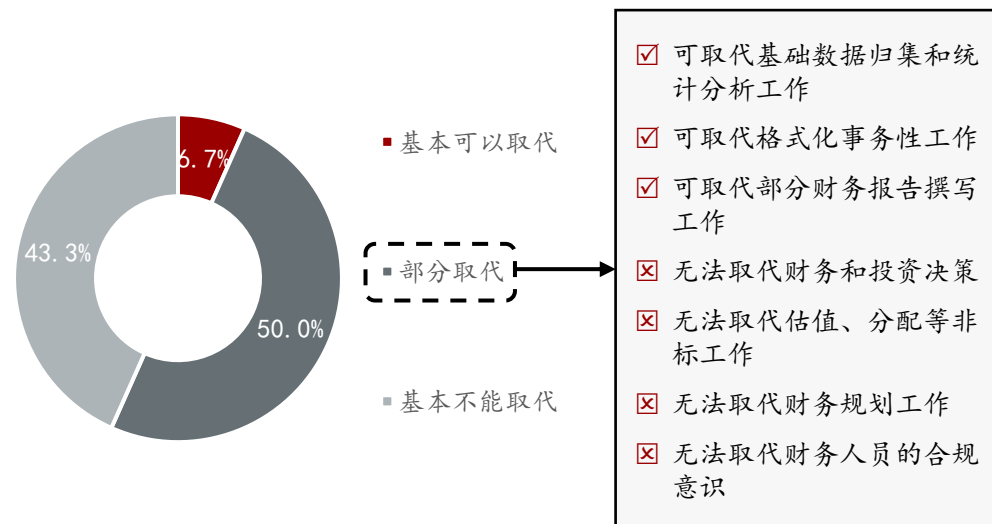 6.7%
43.3%
50.0%
基本可以取代
部分取代
基本不能取代
可取代基础数据归集和统
计分析工作
可取代格式化事务性工作
可取代部分财务报告撰写
工作
无法取代财务和投资决策
无法取代估值、分配等非
标工作
无法取代财务规划工作
无法取代财务人员的合规
意识